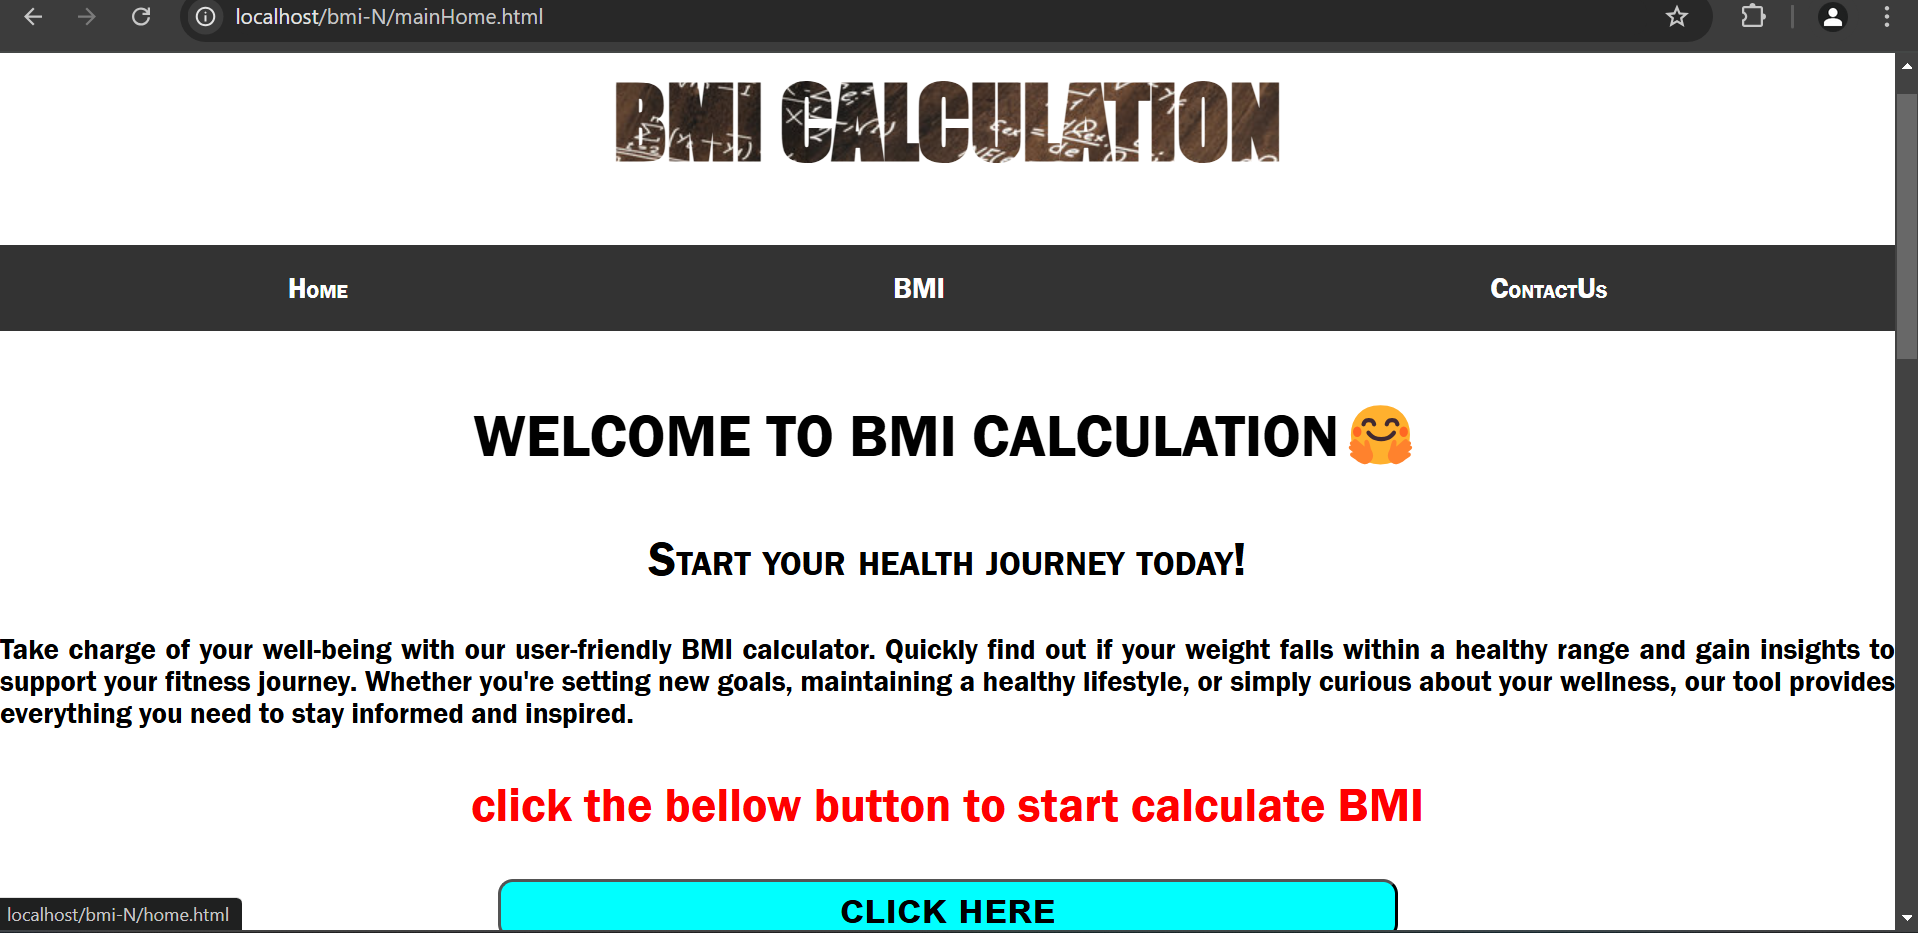 localhost/bmi-N/mainHome.html
BMI CALCULATION
Home BMI ContactUs
WELCOME TO BMI CALCULATION🤗
Start your health journey today!
Take charge of your well-being with our user-friendly BMI calculator. Quickly find out if your weight falls within a healthy range and gain insights to
support your fitness journey. Whether you're setting new goals, maintaining a healthy lifestyle, or simply curious about your wellness, our tool provides
everything you need to stay informed and inspired.
click the bellow button to start calculate BMI
CLICK HERE
localhost/bmi-N/home.html